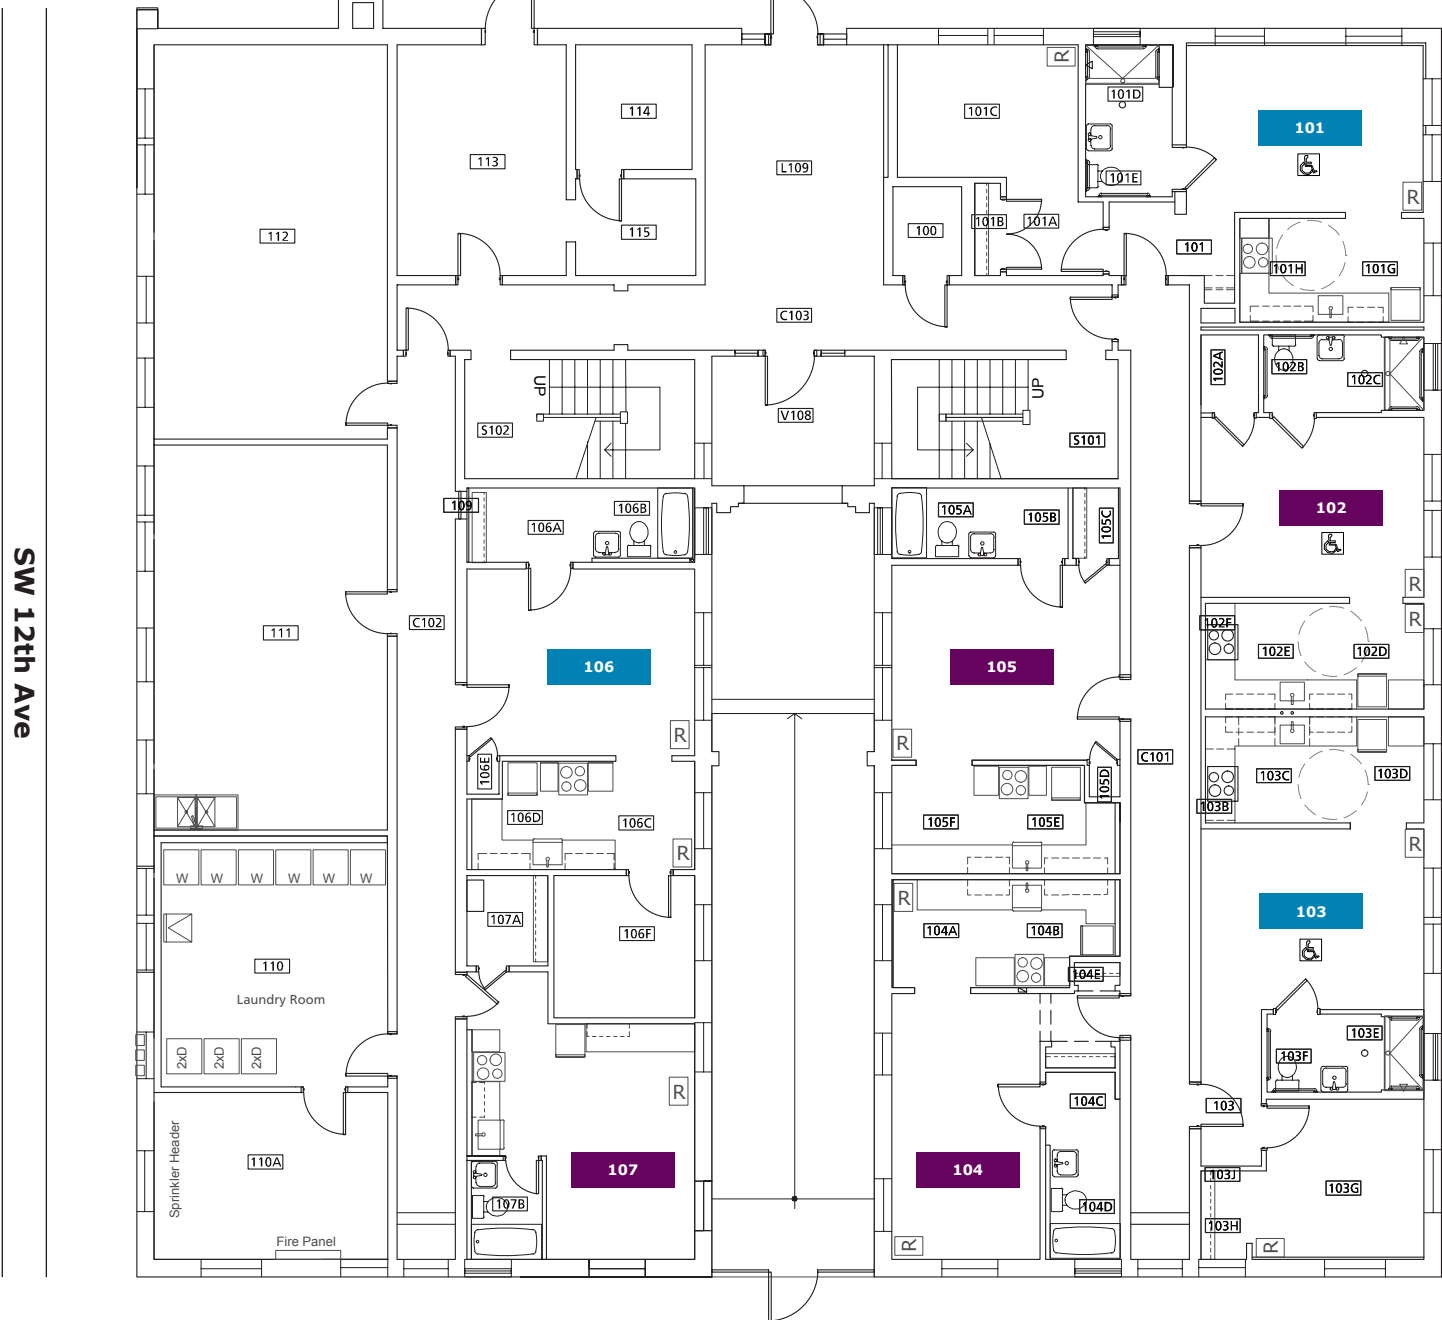 R
101D
114
101C
101
113
L109
101E
R
115
100
101B
101A
112
101
101H
101G
C103
102A
102B
102C
UP
UP
V108
S102
S101
102
109
106A
106B
105A
105B
105C
R
R
111
C102
102F
102E
102D
106
105
R
R
106E
C101
105D
103C
103D
103B
106D
106C
105F
105E
R
R
W
W
W
W
W
W
R
107A
106F
104A
104B
103
110
104E
Laundry Room
103E
103F
2xD
2xD
2xD
R
104C
103
SW 12th Ave
Sprinkler Header
110A
107
104
103J
103G
107B
104D
103H
Fire Panel
R
R